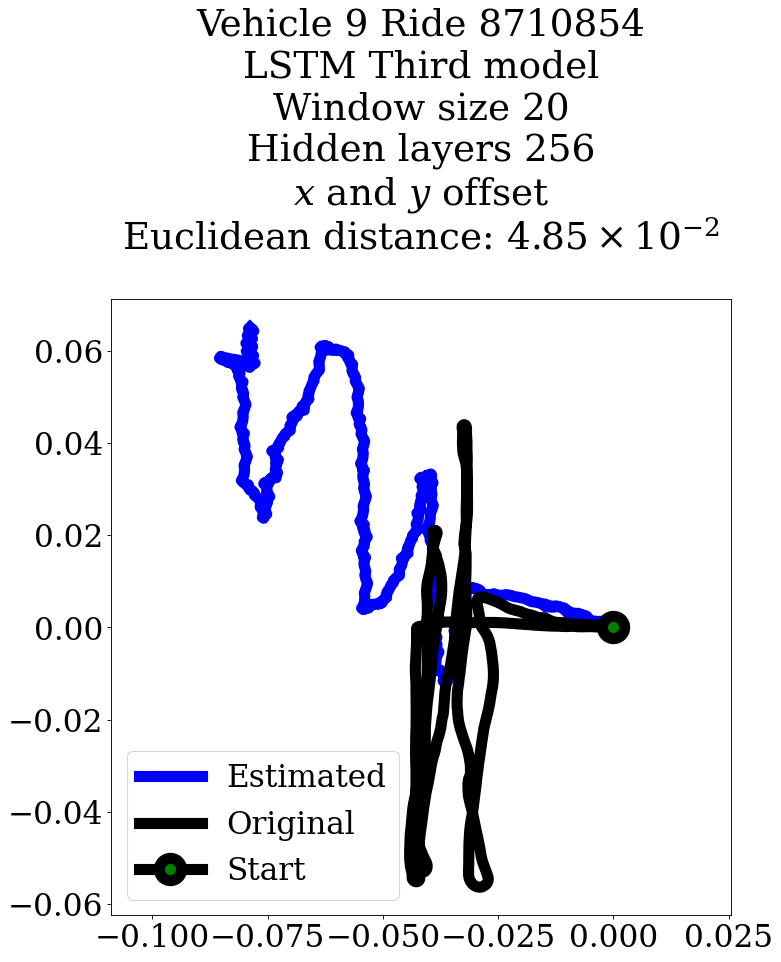 Vehicle 9 Ride 8710854
LSTM Third model
Window size 20
Hidden layers 256
x and y offset
Euclidean distance: 4.85 × 10⁻²
0.06
0.04
0.02
0.00
−0.02
−0.04
−0.06
Estimated
Original
Start
−0.100 −0.075 −0.050 −0.025 0.000 0.025